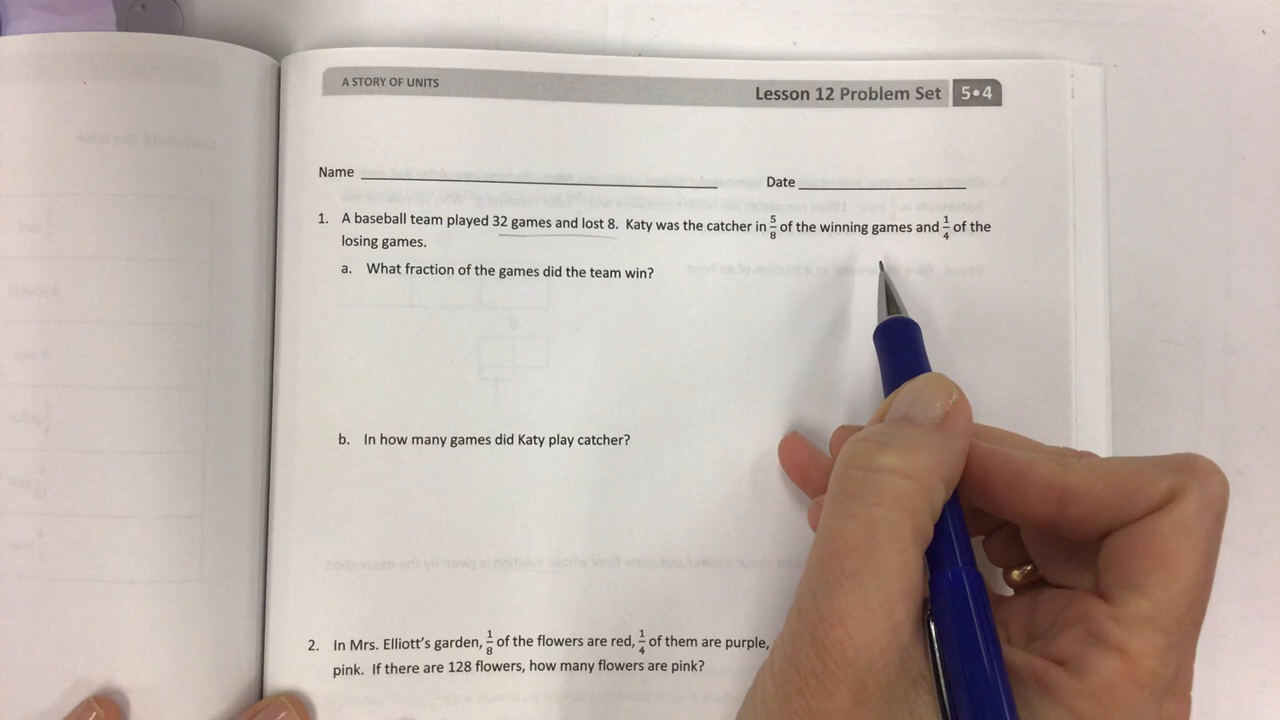 A STORY OF UNITS
Lesson 12 Problem Set 5•4
Name
Date
1. A baseball team played 32 games and lost 8. Katy was the catcher in 5/8 of the winning games and 1/4 of the
losing games.
a. What fraction of the games did the team win?
b. In how many games did Katy play catcher?
2. In Mrs. Elliott's garden, 1/8 of the flowers are red, 1/4 of them are purple,
pink. If there are 128 flowers, how many flowers are pink?